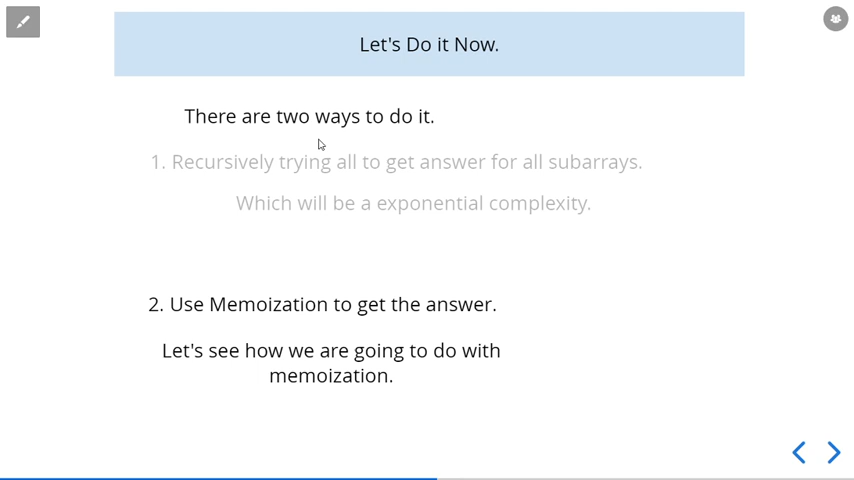 Let's Do it Now.
There are two ways to do it.
1. Recursively trying all to get answer for all subarrays.
Which will be a exponential complexity.
2. Use Memoization to get the answer.
Let's see how we are going to do with
memoization.